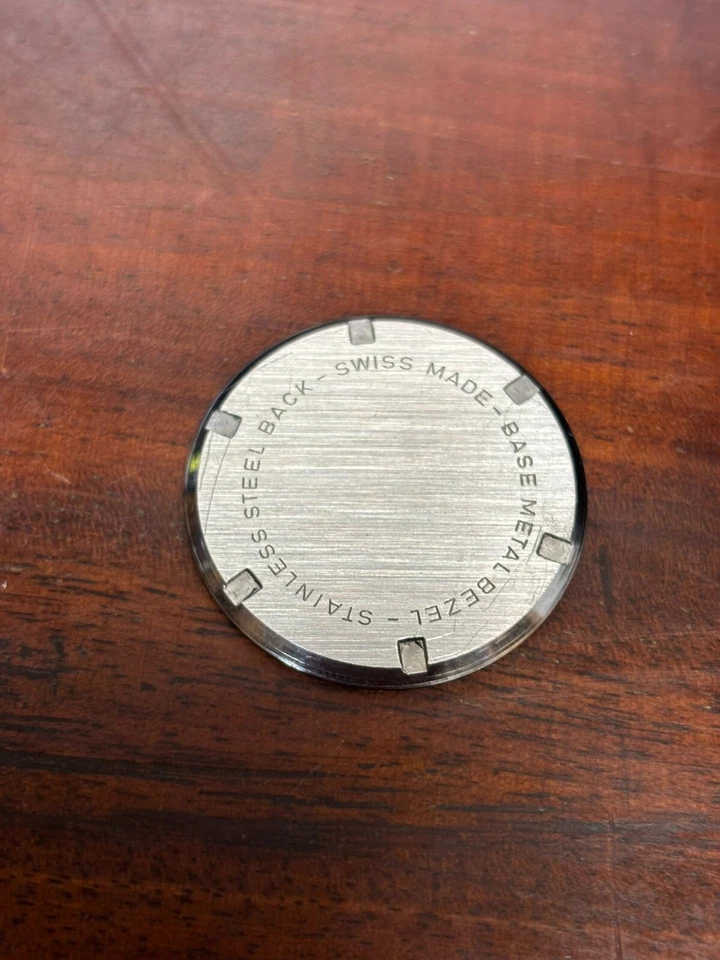 SWISS MADE - BASE METAL BEZEL - STAINLESS STEEL BACK -